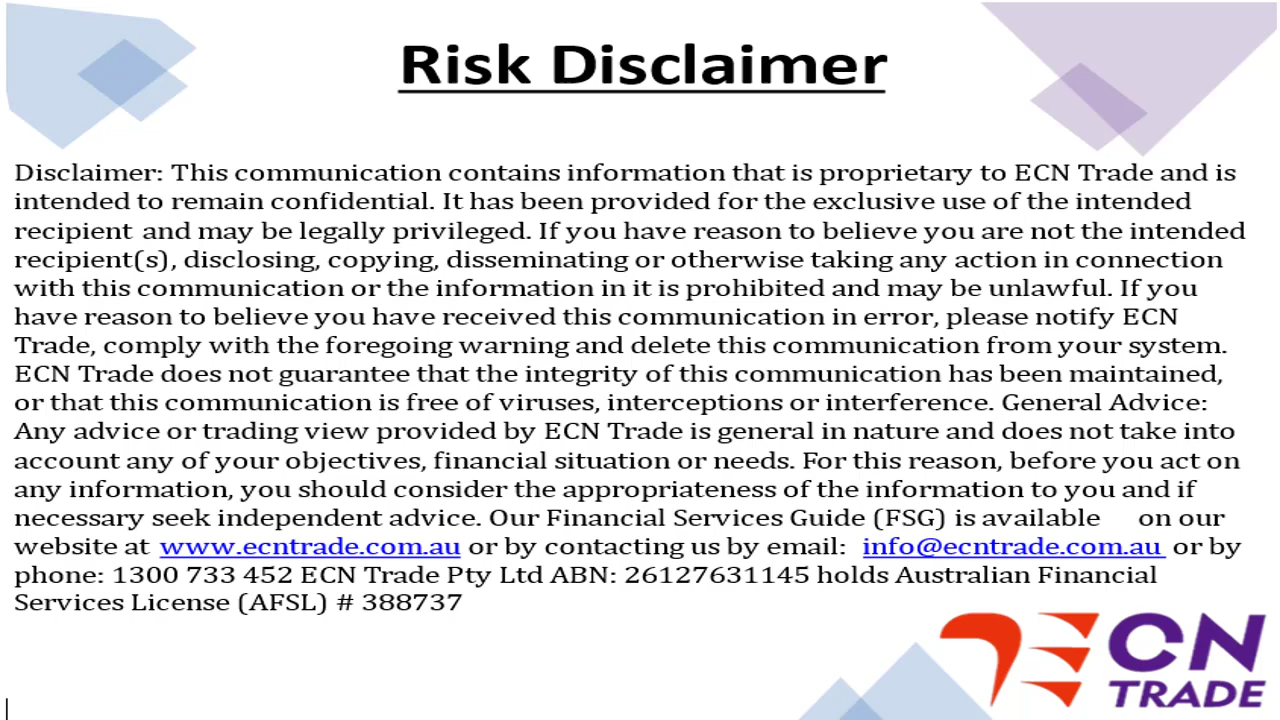 Risk Disclaimer
Disclaimer: This communication contains information that is proprietary to ECN Trade and is
intended to remain confidential. It has been provided for the exclusive use of the intended
recipient and may be legally privileged. If you have reason to believe you are not the intended
recipient(s), disclosing, copying, disseminating or otherwise taking any action in connection
with this communication or the information in it is prohibited and may be unlawful. If you
have reason to believe you have received this communication in error, please notify ECN
Trade, comply with the foregoing warning and delete this communication from your system.
ECN Trade does not guarantee that the integrity of this communication has been maintained,
or that this communication is free of viruses, interceptions or interference. General Advice:
Any advice or trading view provided by ECN Trade is general in nature and does not take into
account any of your objectives, financial situation or needs. For this reason, before you act on
any information, you should consider the appropriateness of the information to you and if
necessary seek independent advice. Our Financial Services Guide (FSG) is available on our
website at www.ecntrade.com.au or by contacting us by email: info@ecntrade.com.au or by
phone: 1300 733 452 ECN Trade Pty Ltd ABN: 26127631145 holds Australian Financial
Services License (AFSL) # 388737
ECN
TRADE